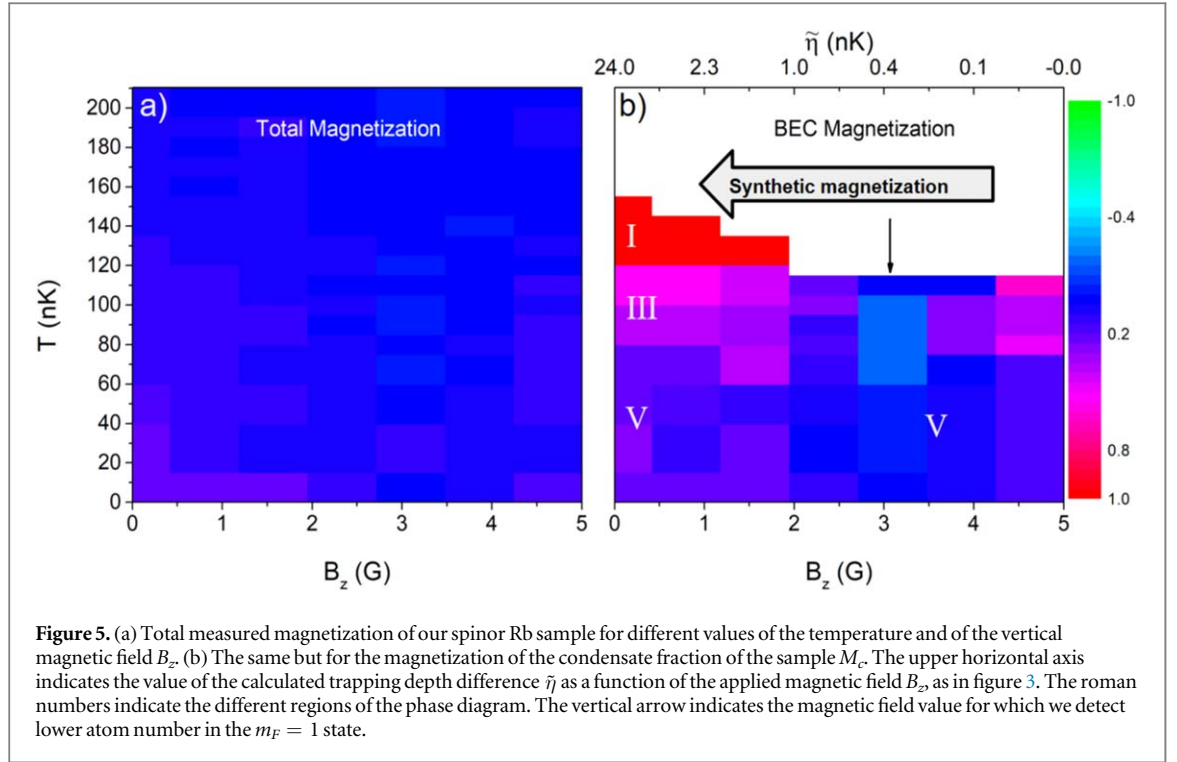 η̃ (nK)
24.0 2.3 1.0 0.4 0.1 -0.0
a)
Total Magnetization
b)
BEC Magnetization
Synthetic magnetization
I
III
V
V
T (nK)
200
180
160
140
120
100
80
60
40
20
0
0 1 2 3 4 5
B_z (G)
0 1 2 3 4 5
B_z (G)
-1.0
-0.4
0.2
0.8
1.0
Figure 5. (a) Total measured magnetization of our spinor Rb sample for different values of the temperature and of the vertical
magnetic field B_z. (b) The same but for the magnetization of the condensate fraction of the sample M_c. The upper horizontal axis
indicates the value of the calculated trapping depth difference η̃ as a function of the applied magnetic field B_z, as in figure 3. The roman
numbers indicate the different regions of the phase diagram. The vertical arrow indicates the magnetic field value for which we detect
lower atom number in the m_F = 1 state.